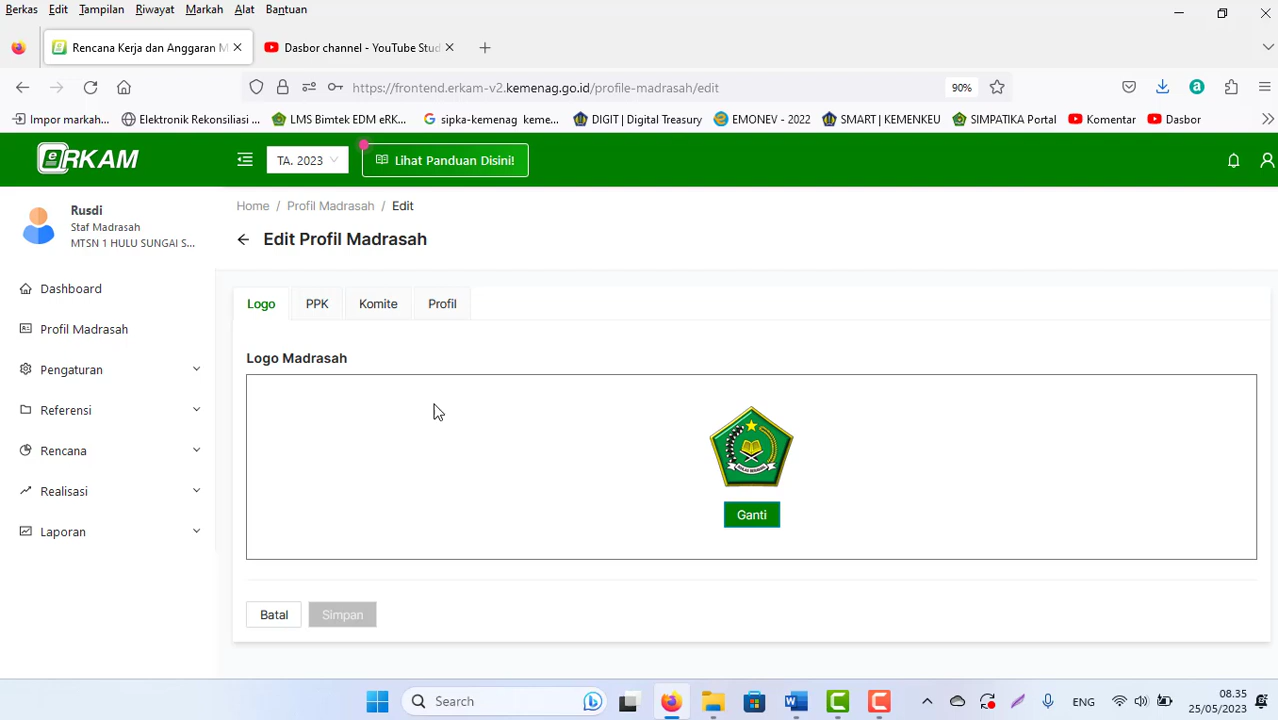 Berkas Edit Tampilan Riwayat Markah Alat Bantuan
Rencana Kerja dan Anggaran M
Dasbor channel - YouTube Stud
https://frontend.erkam-v2.kemenag.go.id/profile-madrasah/edit
90%
Impor markah...
Elektronik Rekonsiliasi ...
LMS Bimtek EDM eRK...
sipka-kemenag keme...
DIGIT | Digital Treasury
EMONEV - 2022
SMART | KEMENKEU
SIMPATIKA Portal
Komentar
Dasbor
eRKAM
TA. 2023
Lihat Panduan Disini!
Rusdi
Staf Madrasah
MTSN 1 HULU SUNGAI S...
Home / Profil Madrasah / Edit
Edit Profil Madrasah
Dashboard
Profil Madrasah
Pengaturan
Referensi
Rencana
Realisasi
Laporan
Logo PPK Komite Profil
Logo Madrasah
Ganti
Batal Simpan
Search
ENG
08.35
25/05/2023